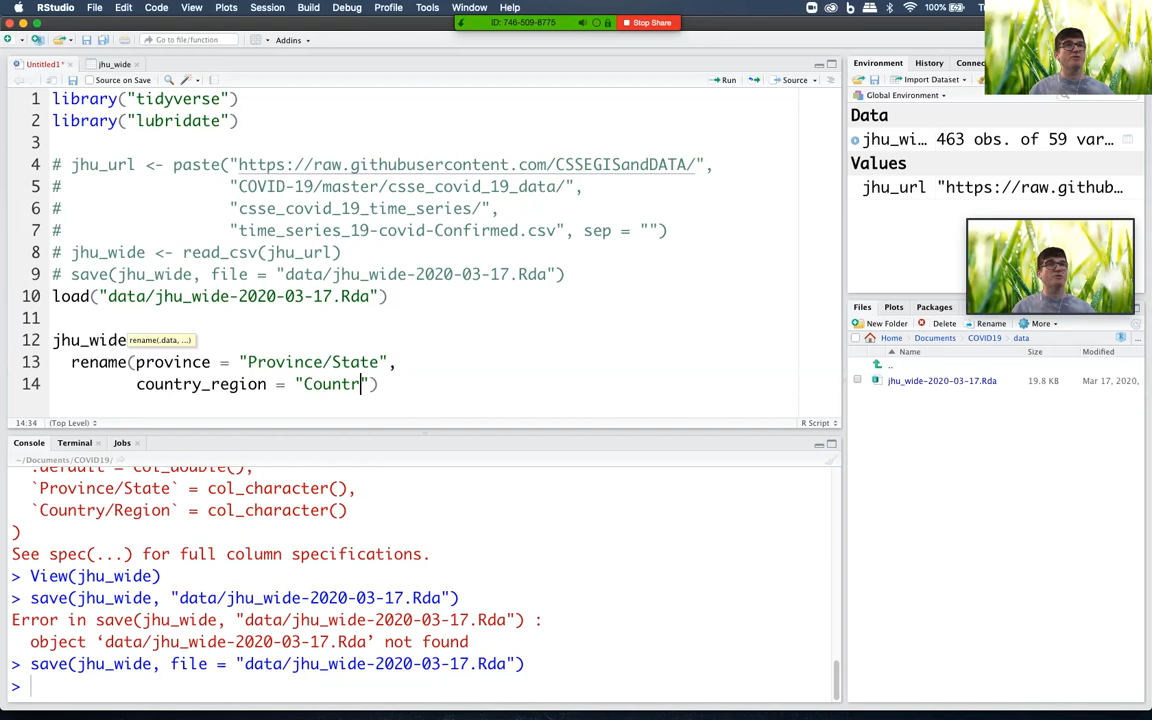 RStudio File Edit Code View Plots Session Build Debug Profile Tools Window Help 100%
ID: 746-509-8775 Stop Share
Go to file/function Addins
Untitled1* jhu_wide
Source on Save Run Source
1 library("tidyverse")
2 library("lubridate")
3
4 # jhu_url <- paste("https://raw.githubusercontent.com/CSSEGISandDATA/",
5 # "COVID-19/master/csse_covid_19_data/",
6 # "csse_covid_19_time_series/",
7 # "time_series_19-covid-Confirmed.csv", sep = "")
8 # jhu_wide <- read_csv(jhu_url)
9 # save(jhu_wide, file = "data/jhu_wide-2020-03-17.Rda")
10 load("data/jhu_wide-2020-03-17.Rda")
11
12 jhu_wide rename(.data, ...)
13 rename(province = "Province/State",
14 country_region = "Countr")
14:34 (Top Level) R Script
Console Terminal Jobs
~/Documents/COVID19/
.default = col_double(),
`Province/State` = col_character(),
`Country/Region` = col_character()
)
See spec(...) for full column specifications.
> View(jhu_wide)
> save(jhu_wide, "data/jhu_wide-2020-03-17.Rda")
Error in save(jhu_wide, "data/jhu_wide-2020-03-17.Rda") :
object ‘data/jhu_wide-2020-03-17.Rda’ not found
> save(jhu_wide, file = "data/jhu_wide-2020-03-17.Rda")
>
Environment History Connec
Import Dataset
Global Environment
Data
jhu_wi… 463 obs. of 59 var…
Values
jhu_url "https://raw.github…
Files Plots Packages
New Folder Delete Rename More
Home Documents COVID19 data
Name Size Modified
..
jhu_wide-2020-03-17.Rda 19.8 KB Mar 17, 2020,